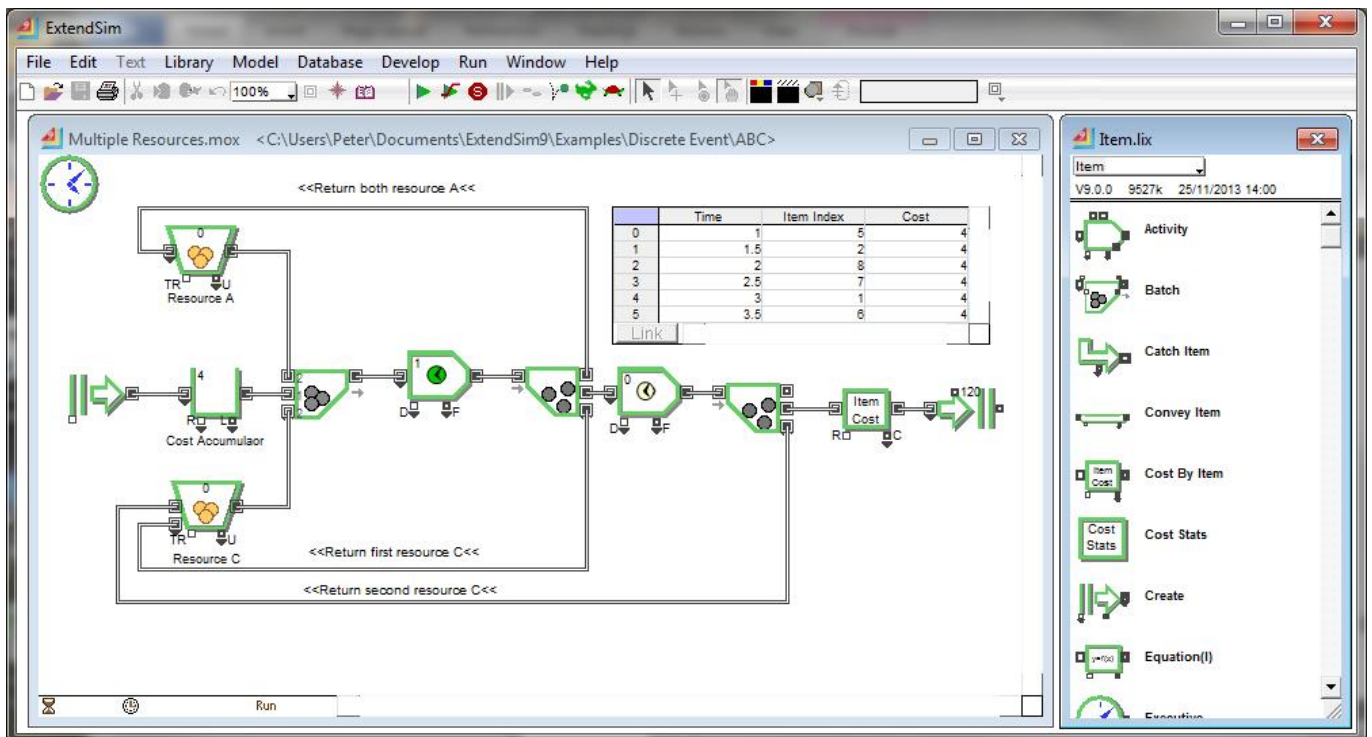 ExtendSim
File Edit Text Library Model Database Develop Run Window Help
100%
Multiple Resources.mox <C:\Users\Peter\Documents\ExtendSim9\Examples\Discrete Event\ABC>
<<Return both resource A<<
Time Item Index Cost
0 1 5 4
1 1.5 2 4
2 2 8 4
3 2.5 7 4
4 3 1 4
5 3.5 6 4
Link
0
TR U
Resource A
4
R L
Cost Accumulaor
2
1
2
1
D F
0
D F
Item
Cost
R C
120
0
TR U
Resource C
<<Return first resource C<<
<<Return second resource C<<
Run
Item.lix
Item
V9.0.0 9527k 25/11/2013 14:00
Activity
Batch
Catch Item
Convey Item
Item
Cost
Cost By Item
Cost
Stats
Cost Stats
Create
y=f(x)
Equation(I)
Executive